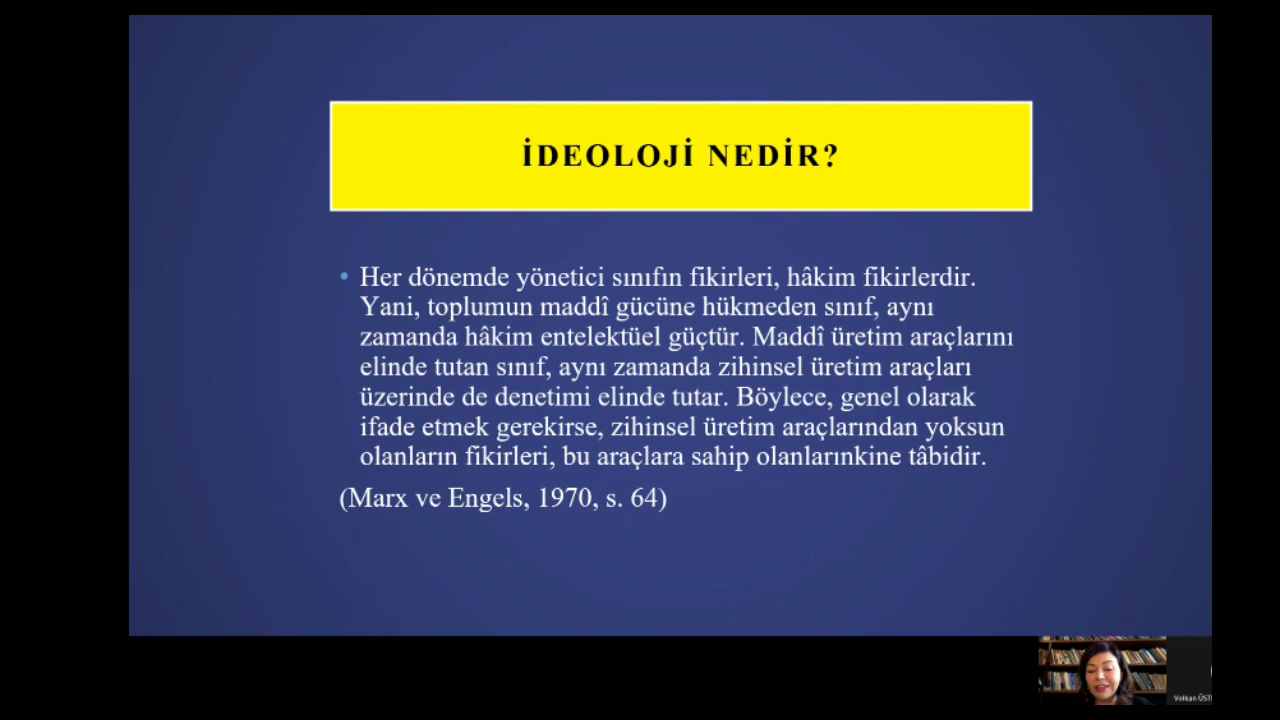 İDEOLOJİ NEDİR?
• Her dönemde yönetici sınıfın fikirleri, hâkim fikirlerdir.
Yani, toplumun maddî gücüne hükmeden sınıf, aynı
zamanda hâkim entelektüel güçtür. Maddî üretim araçlarını
elinde tutan sınıf, aynı zamanda zihinsel üretim araçları
üzerinde de denetimi elinde tutar. Böylece, genel olarak
ifade etmek gerekirse, zihinsel üretim araçlarından yoksun
olanların fikirleri, bu araçlara sahip olanlarınkine tâbidir.
(Marx ve Engels, 1970, s. 64)
Volkan ÜST